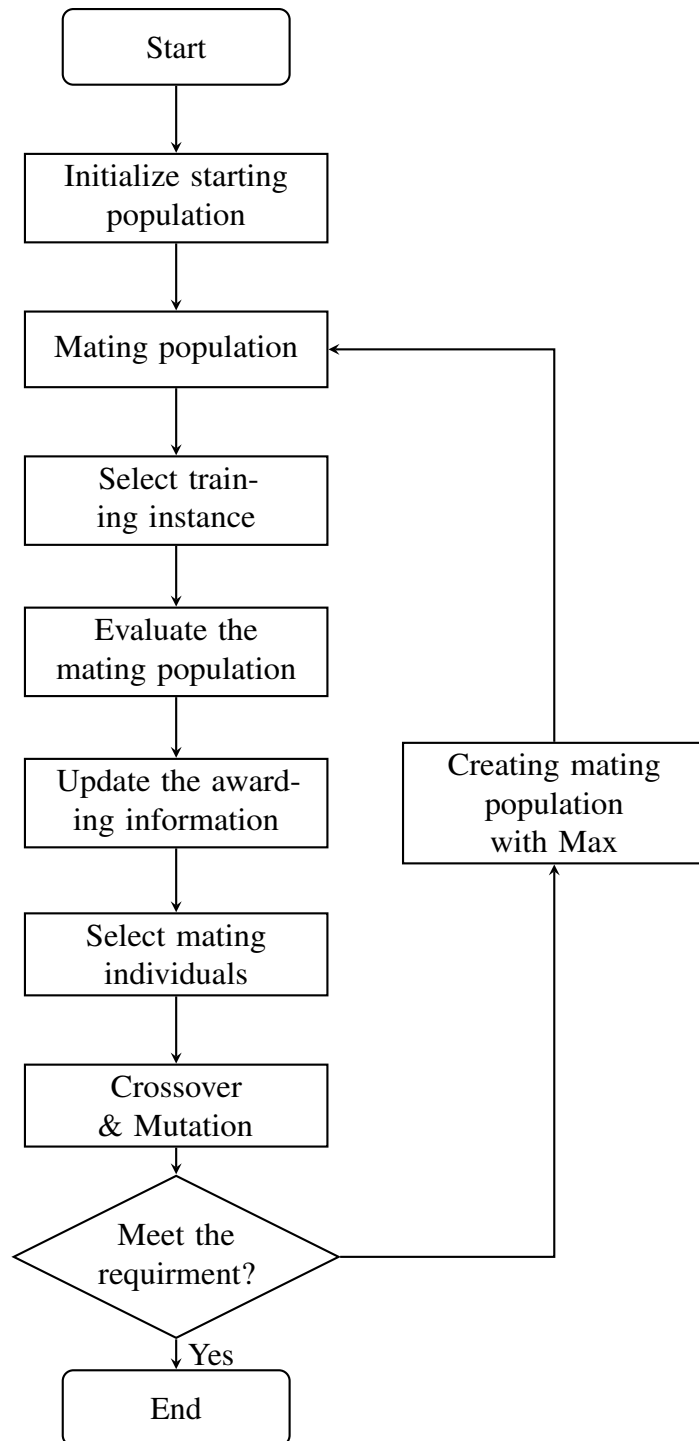 Start
Initialize starting
population
Mating population
Select train-
ing instance
Evaluate the
mating population
Update the award-
ing information
Creating mating
population
with Max
Select mating
individuals
Crossover
& Mutation
Meet the
requirment?
Yes
End